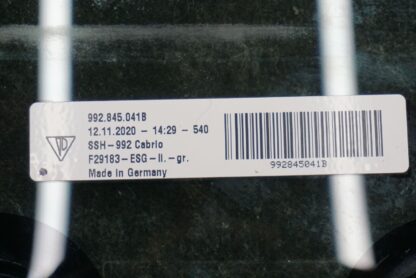 992.845.041B
12.11.2020 - 14:29 - 540
SSH-992 Cabrio
F29183-ESG-II.-gr.
Made in Germany
992845041B